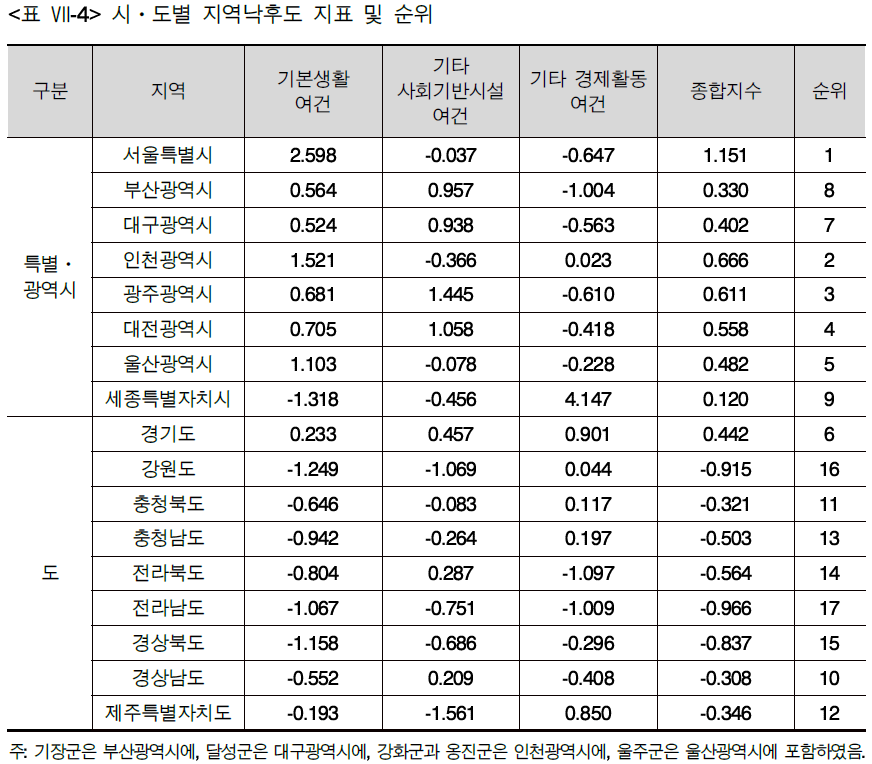 <표 Ⅶ-4> 시・도별 지역낙후도 지표 및 순위
구분 지역 기본생활 여건 기타 사회기반시설 여건 기타 경제활동 여건 종합지수 순위
특별・광역시
서울특별시 2.598 -0.037 -0.647 1.151 1
부산광역시 0.564 0.957 -1.004 0.330 8
대구광역시 0.524 0.938 -0.563 0.402 7
인천광역시 1.521 -0.366 0.023 0.666 2
광주광역시 0.681 1.445 -0.610 0.611 3
대전광역시 0.705 1.058 -0.418 0.558 4
울산광역시 1.103 -0.078 -0.228 0.482 5
세종특별자치시 -1.318 -0.456 4.147 0.120 9
도
경기도 0.233 0.457 0.901 0.442 6
강원도 -1.249 -1.069 0.044 -0.915 16
충청북도 -0.646 -0.083 0.117 -0.321 11
충청남도 -0.942 -0.264 0.197 -0.503 13
전라북도 -0.804 0.287 -1.097 -0.564 14
전라남도 -1.067 -0.751 -1.009 -0.966 17
경상북도 -1.158 -0.686 -0.296 -0.837 15
경상남도 -0.552 0.209 -0.408 -0.308 10
제주특별자치도 -0.193 -1.561 0.850 -0.346 12
주: 기장군은 부산광역시에, 달성군은 대구광역시에, 강화군과 옹진군은 인천광역시에, 울주군은 울산광역시에 포함하였음.